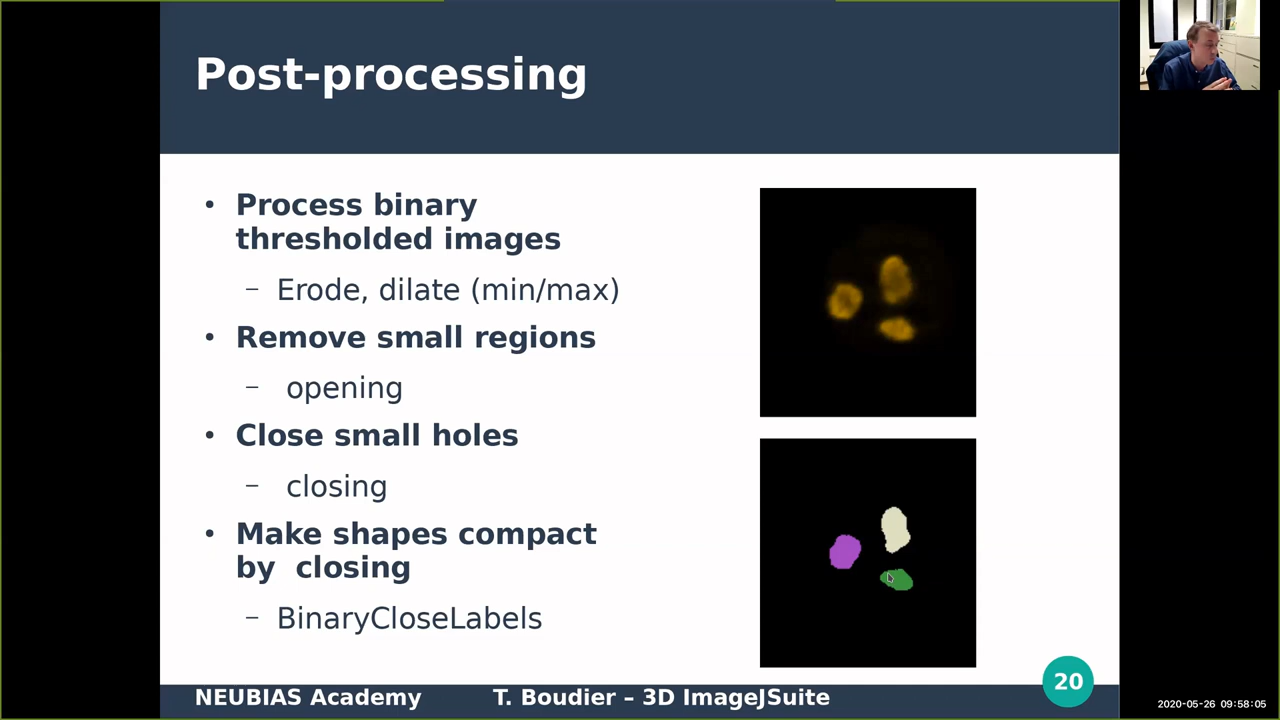 Post-processing
• Process binary
thresholded images
– Erode, dilate (min/max)
• Remove small regions
– opening
• Close small holes
– closing
• Make shapes compact
by closing
– BinaryCloseLabels
20
NEUBIAS Academy T. Boudier – 3D ImageJSuite
2020-05-26 09:58:05